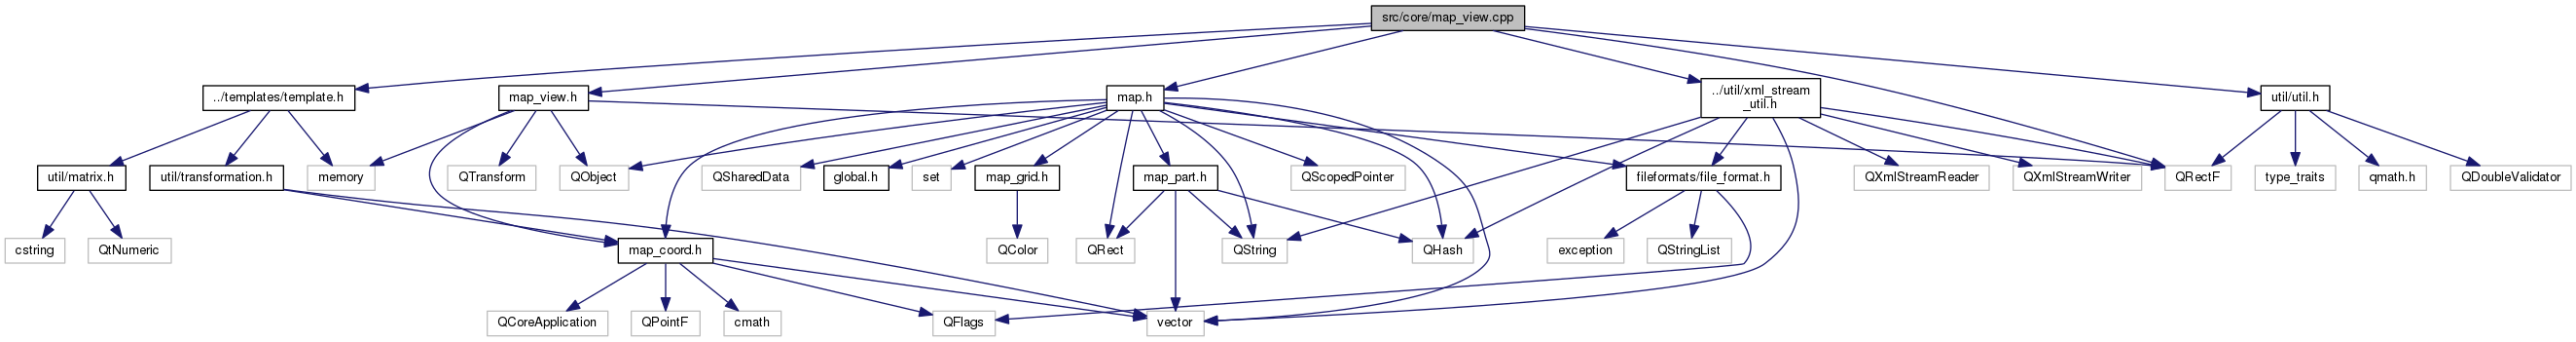 src/core/map_view.cpp
../templates/template.h
map_view.h
map.h
../util/xml_stream
_util.h
util/util.h
util/matrix.h
util/transformation.h
memory
QTransform
QObject
QSharedData
global.h
set
map_grid.h
map_part.h
QScopedPointer
fileformats/file_format.h
QXmlStreamReader
QXmlStreamWriter
QRectF
type_traits
qmath.h
QDoubleValidator
cstring
QtNumeric
map_coord.h
QColor
QRect
QString
QHash
exception
QStringList
QCoreApplication
QPointF
cmath
QFlags
vector